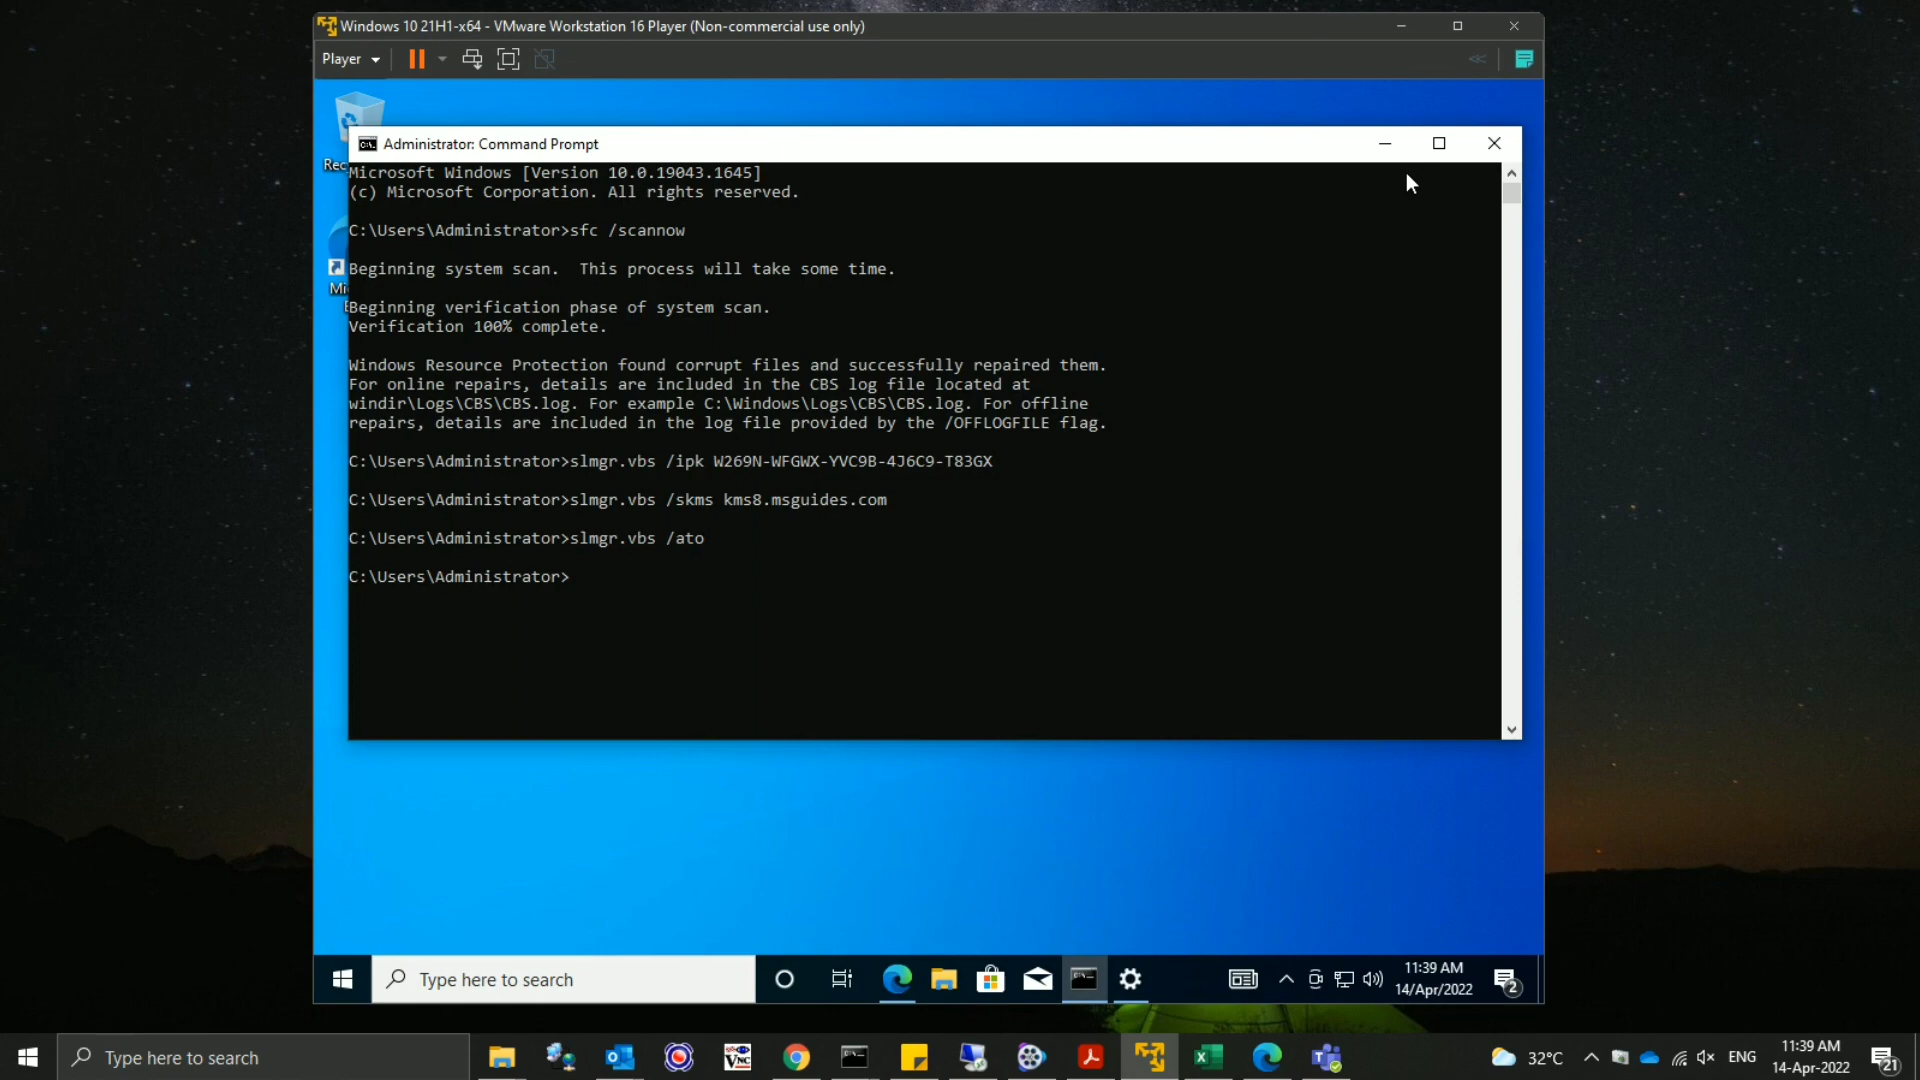 Windows 10 21H1-x64 - VMware Workstation 16 Player (Non-commercial use only)
Player
Administrator: Command Prompt
Microsoft Windows [Version 10.0.19043.1645]
(c) Microsoft Corporation. All rights reserved.
C:\Users\Administrator>sfc /scannow
Beginning system scan.  This process will take some time.
Beginning verification phase of system scan.
Verification 100% complete.
Windows Resource Protection found corrupt files and successfully repaired them.
For online repairs, details are included in the CBS log file located at
windir\Logs\CBS\CBS.log. For example C:\Windows\Logs\CBS\CBS.log. For offline
repairs, details are included in the log file provided by the /OFFLOGFILE flag.
C:\Users\Administrator>slmgr.vbs /ipk W269N-WFGWX-YVC9B-4J6C9-T83GX
C:\Users\Administrator>slmgr.vbs /skms kms8.msguides.com
C:\Users\Administrator>slmgr.vbs /ato
C:\Users\Administrator>
Rec
Mi
Type here to search
11:39 AM
14/Apr/2022
2
Type here to search
32°C
ENG
11:39 AM
14-Apr-2022
21